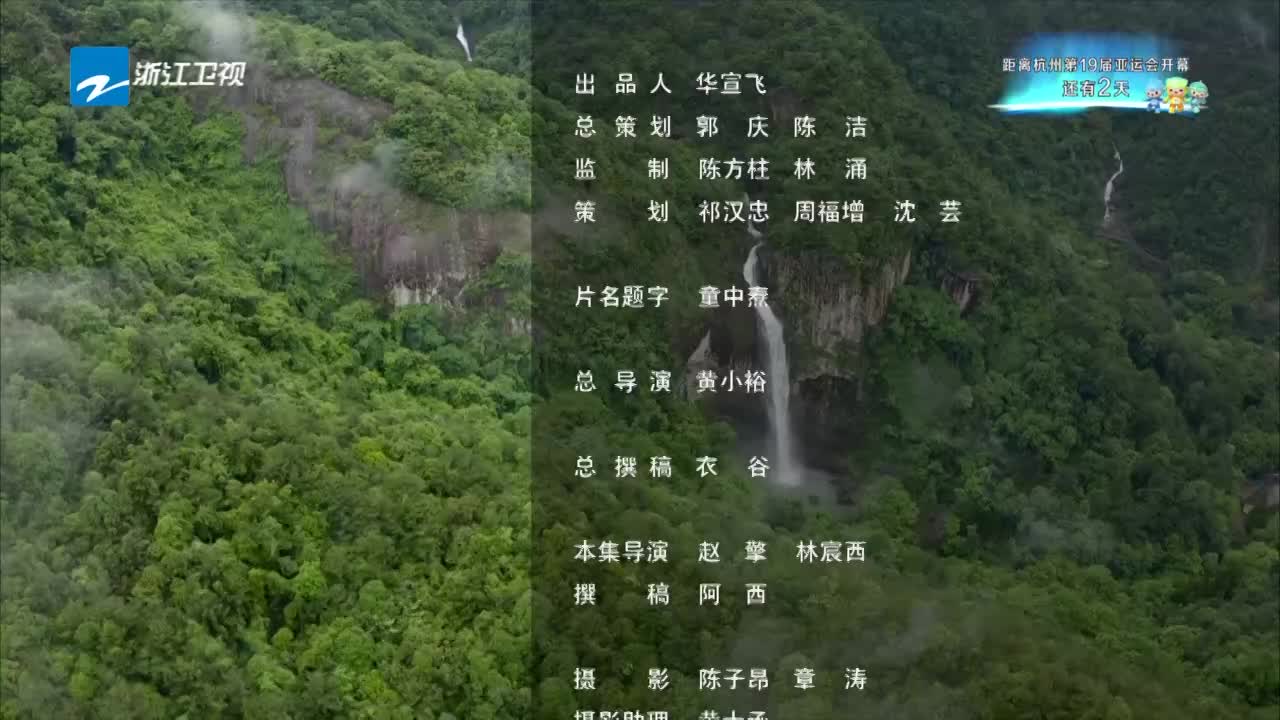 浙江卫视
距离杭州第19届亚运会开幕
还有2天
出品人 华宣飞
总策划 郭庆 陈洁
监制 陈方柱 林涌
策划 祁汉忠 周福增 沈芸
片名题字 童中焘
总导演 黄小裕
总撰稿 衣谷
本集导演 赵擎 林宸西
撰稿 阿西
摄影 陈子昂 章涛
摄影助理